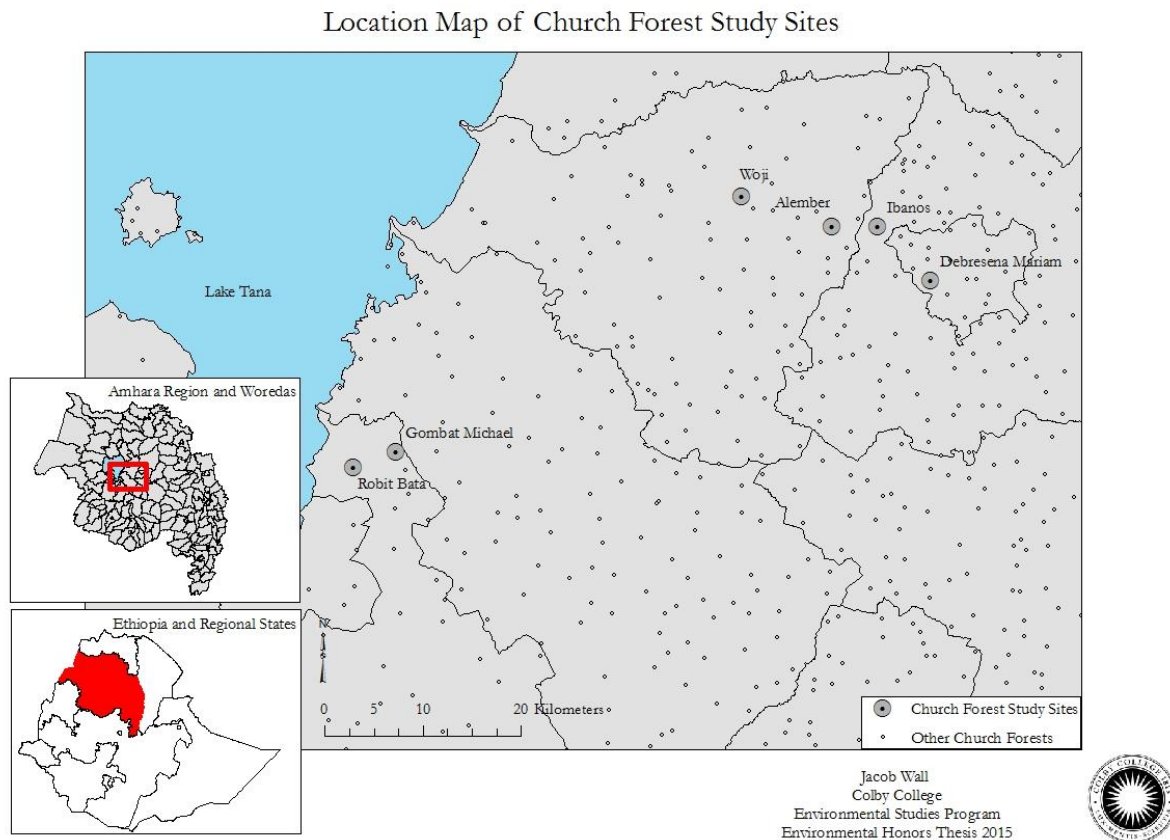 Location Map of Church Forest Study Sites
Woji
Alember
Ibanos
Debresena Mariam
Lake Tana
Amhara Region and Woredas
Gombat Michael
Robit Bata
Ethiopia and Regional States
N
0 5 10 20 Kilometers
Church Forest Study Sites
Other Church Forests
Jacob Wall
Colby College
Environmental Studies Program
Environmental Honors Thesis 2015
COLBY COLLEGE